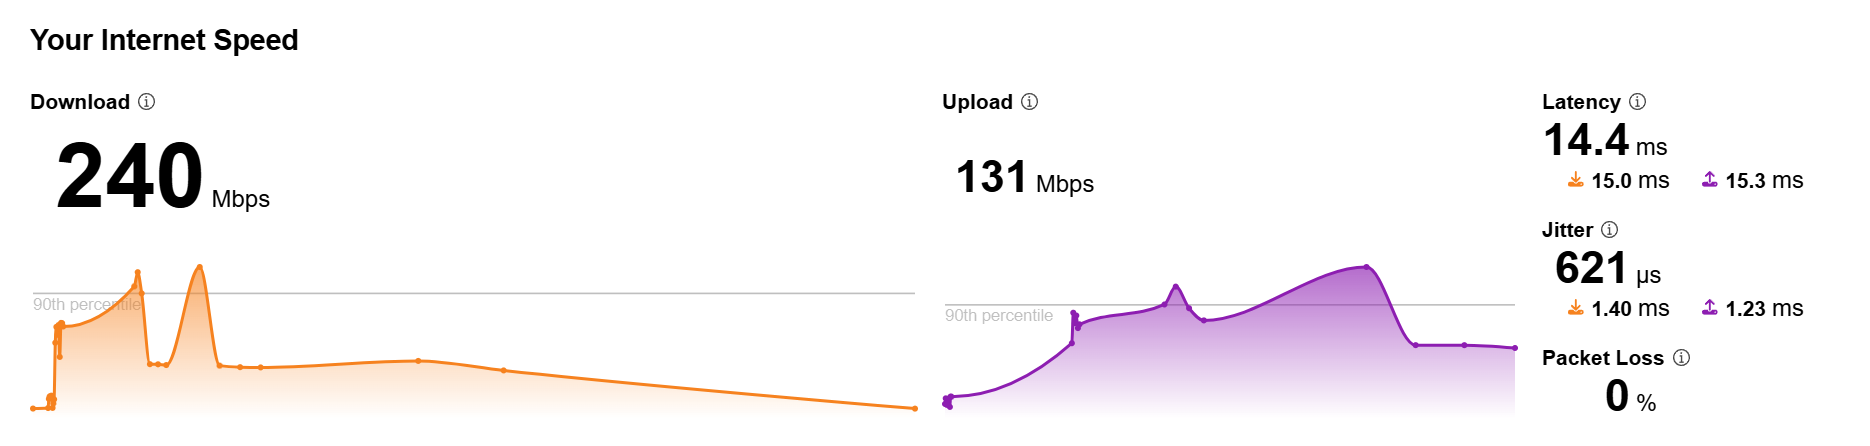 Your Internet Speed
Download
240 Mbps
90th percentile
Upload
131 Mbps
90th percentile
Latency
14.4 ms
15.0 ms 15.3 ms
Jitter
621 μs
1.40 ms 1.23 ms
Packet Loss
0 %